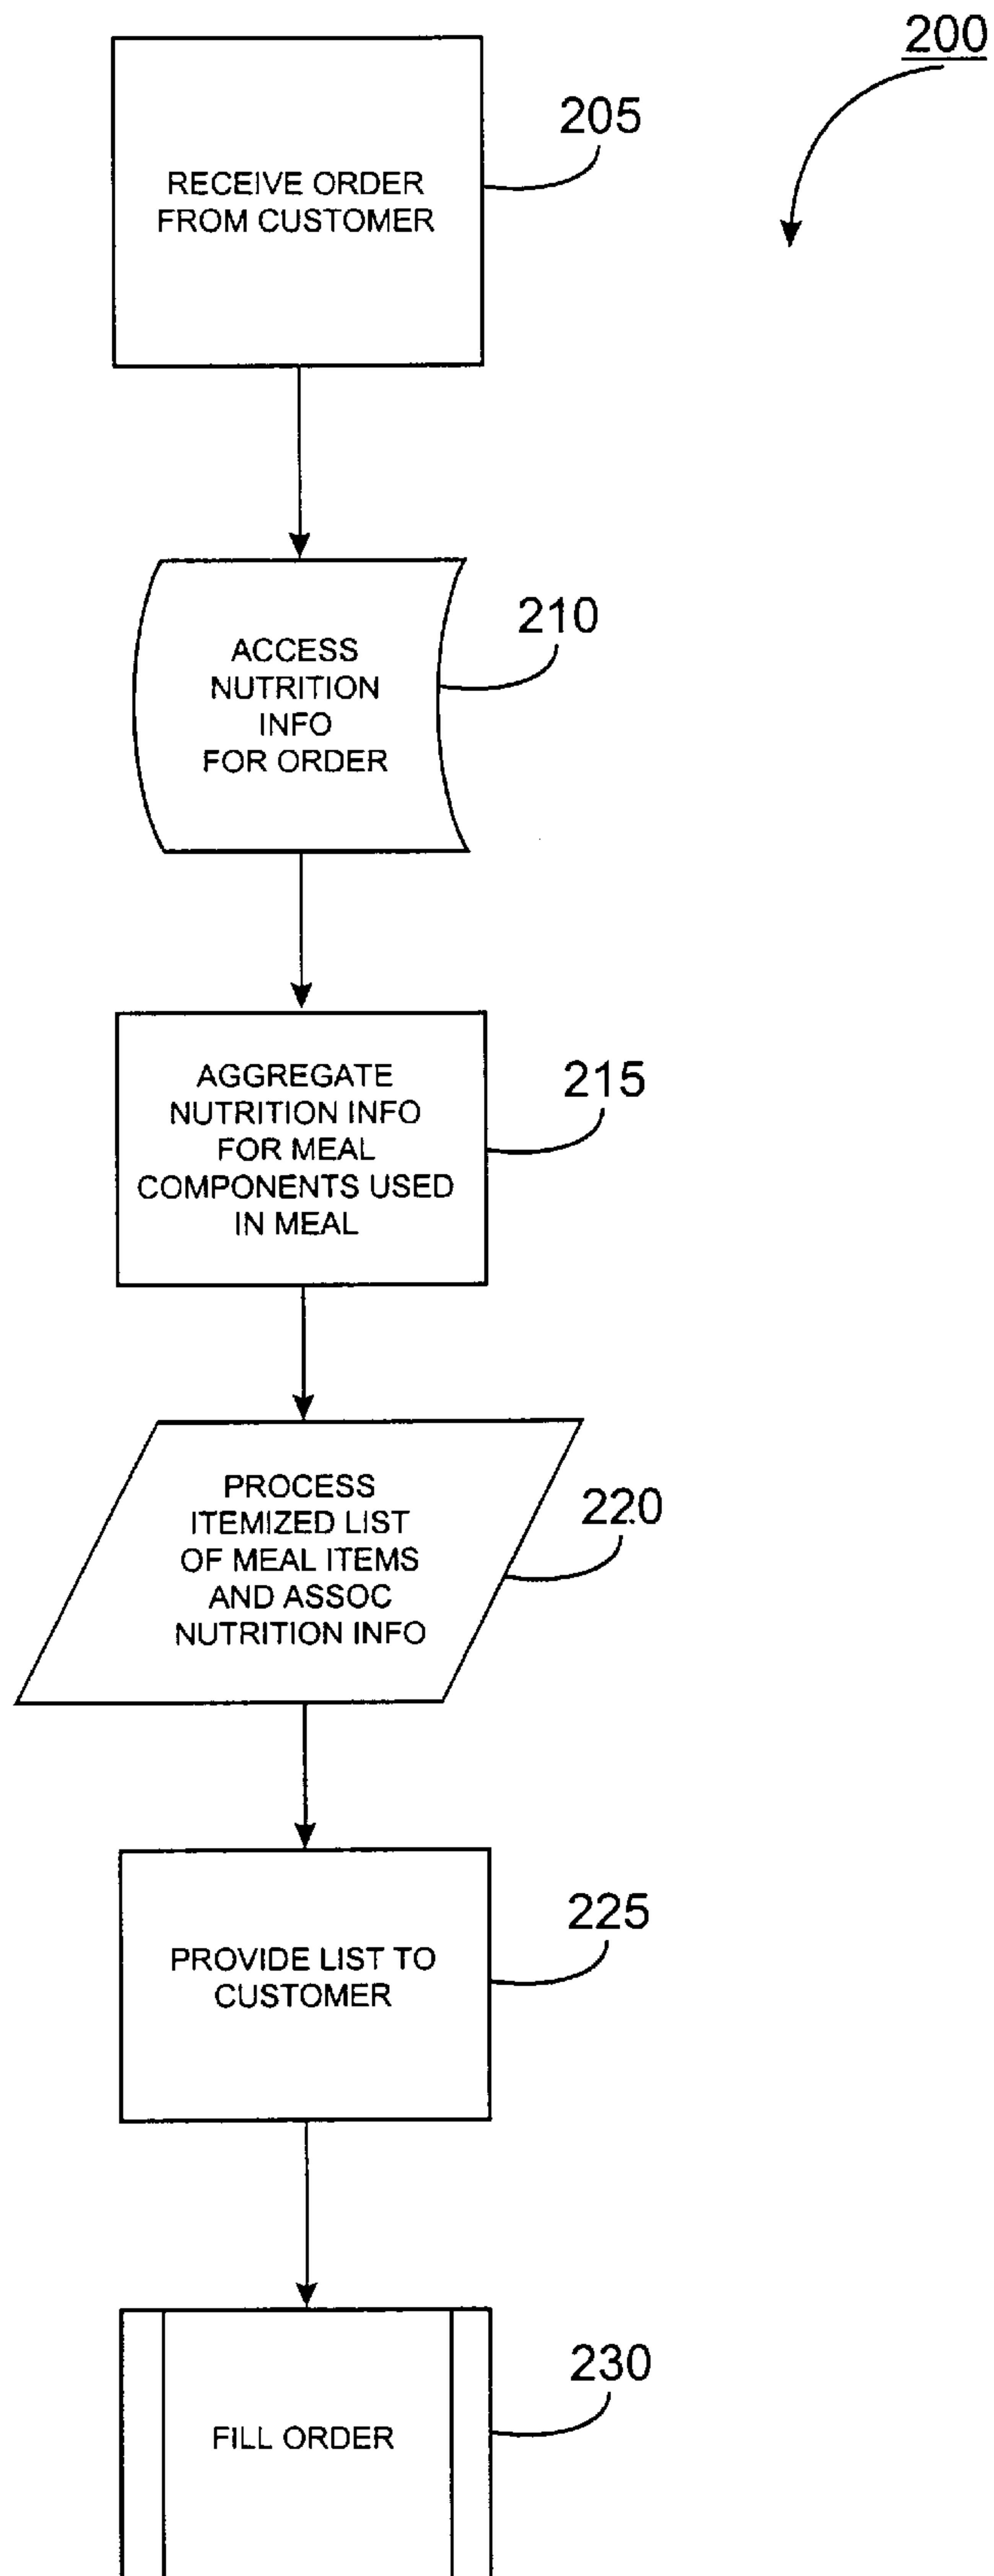 200
RECEIVE ORDER
FROM CUSTOMER
205
ACCESS
NUTRITION
INFO
FOR ORDER
210
AGGREGATE
NUTRITION INFO
FOR MEAL
COMPONENTS USED
IN MEAL
215
PROCESS
ITEMIZED LIST
OF MEAL ITEMS
AND ASSOC
NUTRITION INFO
220
PROVIDE LIST TO
CUSTOMER
225
FILL ORDER
230